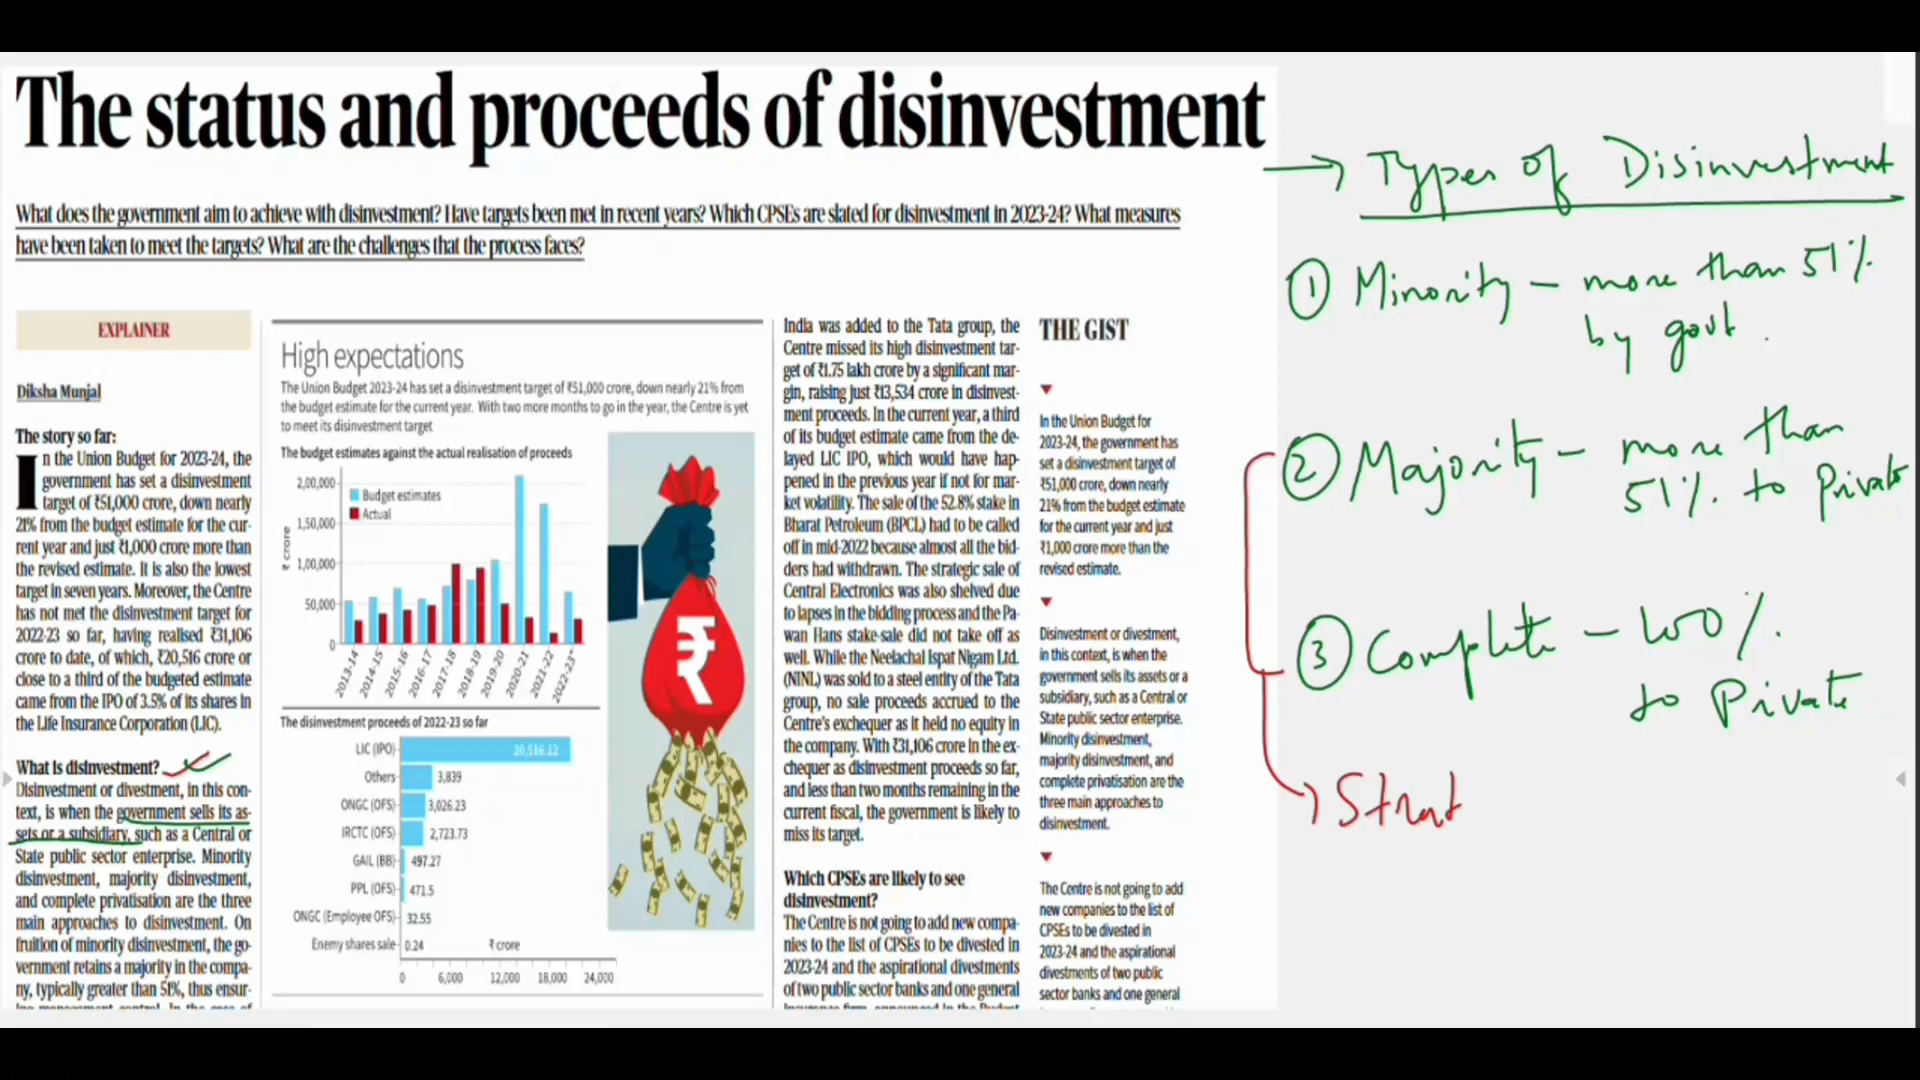 The status and proceeds of disinvestment
What does the government aim to achieve with disinvestment? Have targets been met in recent years? Which CPSEs are slated for disinvestment in 2023-24? What measures
have been taken to meet the targets? What are the challenges that the process faces?
EXPLAINER
Diksha Munjal
The story so far:
In the Union Budget for 2023-24, the
government has set a disinvestment
target of ₹51,000 crore, down nearly
21% from the budget estimate for the cur-
rent year and just ₹1,000 crore more than
the revised estimate. It is also the lowest
target in seven years. Moreover, the Centre
has not met the disinvestment target for
2022-23 so far, having realised ₹31,106
crore to date, of which, ₹20,516 crore or
close to a third of the budgeted estimate
came from the IPO of 3.5% of its shares in
the Life Insurance Corporation (LIC).
What is disinvestment?
Disinvestment or divestment, in this con-
text, is when the government sells its as-
sets or a subsidiary, such as a Central or
State public sector enterprise. Minority
disinvestment, majority disinvestment,
and complete privatisation are the three
main approaches to disinvestment. On
fruition of minority disinvestment, the go-
vernment retains a majority in the compa-
ny, typically greater than 51%, thus ensur-
ing management control. In the case of
High expectations
The Union Budget 2023-24 has set a disinvestment target of ₹51,000 crore, down nearly 21% from
the budget estimate for the current year. With two more months to go in the year, the Centre is yet
to meet its disinvestment target
The budget estimates against the actual realisation of proceeds
Budget estimates
Actual
₹ crore
2,00,000
1,50,000
1,00,000
50,000
0
2013-14
2014-15
2015-16
2016-17
2017-18
2018-19
2019-20
2020-21
2021-22
2022-23*
The disinvestment proceeds of 2022-23 so far
LIC (IPO) 20,516.12
Others 3,839
ONGC (OFS) 3,026.23
IRCTC (OFS) 2,723.73
GAIL (BB) 497.27
PPL (OFS) 471.5
ONGC (Employee OFS) 32.55
Enemy shares sale 0.24 ₹ crore
0 6,000 12,000 18,000 24,000
₹
India was added to the Tata group, the
Centre missed its high disinvestment tar-
get of ₹1.75 lakh crore by a significant mar-
gin, raising just ₹13,534 crore in disinvest-
ment proceeds. In the current year, a third
of its budget estimate came from the de-
layed LIC IPO, which would have hap-
pened in the previous year if not for mar-
ket volatility. The sale of the 52.8% stake in
Bharat Petroleum (BPCL) had to be called
off in mid-2022 because almost all the bid-
ders had withdrawn. The strategic sale of
Central Electronics was also shelved due
to lapses in the bidding process and the Pa-
wan Hans stake-sale did not take off as
well. While the Neelachal Ispat Nigam Ltd.
(NINL) was sold to a steel entity of the Tata
group, no sale proceeds accrued to the
Centre's exchequer as it held no equity in
the company. With ₹31,106 crore in the ex-
chequer as disinvestment proceeds so far,
and less than two months remaining in the
current fiscal, the government is likely to
miss its target.
Which CPSEs are likely to see
disinvestment?
The Centre is not going to add new compa-
nies to the list of CPSEs to be divested in
2023-24 and the aspirational divestments
of two public sector banks and one general
insurance firm, announced in the Budget
THE GIST
In the Union Budget for
2023-24, the government has
set a disinvestment target of
₹51,000 crore, down nearly
21% from the budget estimate
for the current year and just
₹1,000 crore more than the
revised estimate.
Disinvestment or divestment,
in this context, is when the
government sells its assets or a
subsidiary, such as a Central or
State public sector enterprise.
Minority disinvestment,
majority disinvestment, and
complete privatisation are the
three main approaches to
disinvestment.
The Centre is not going to add
new companies to the list of
CPSEs to be divested in
2023-24 and the aspirational
divestments of two public
sector banks and one general
→ Types of Disinvestment
① Minority - more than 51%
by govt.
② Majority - more than
51% to Private
③ Complete - 100%
to Private
Strat